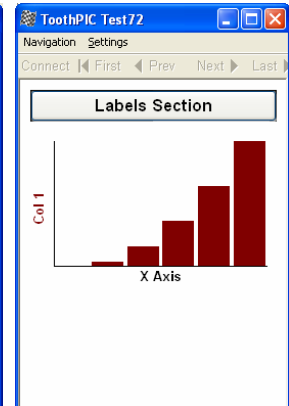 ToothPIC Test72
Navigation Settings
Connect First Prev Next Last
Labels Section
Col 1
X Axis